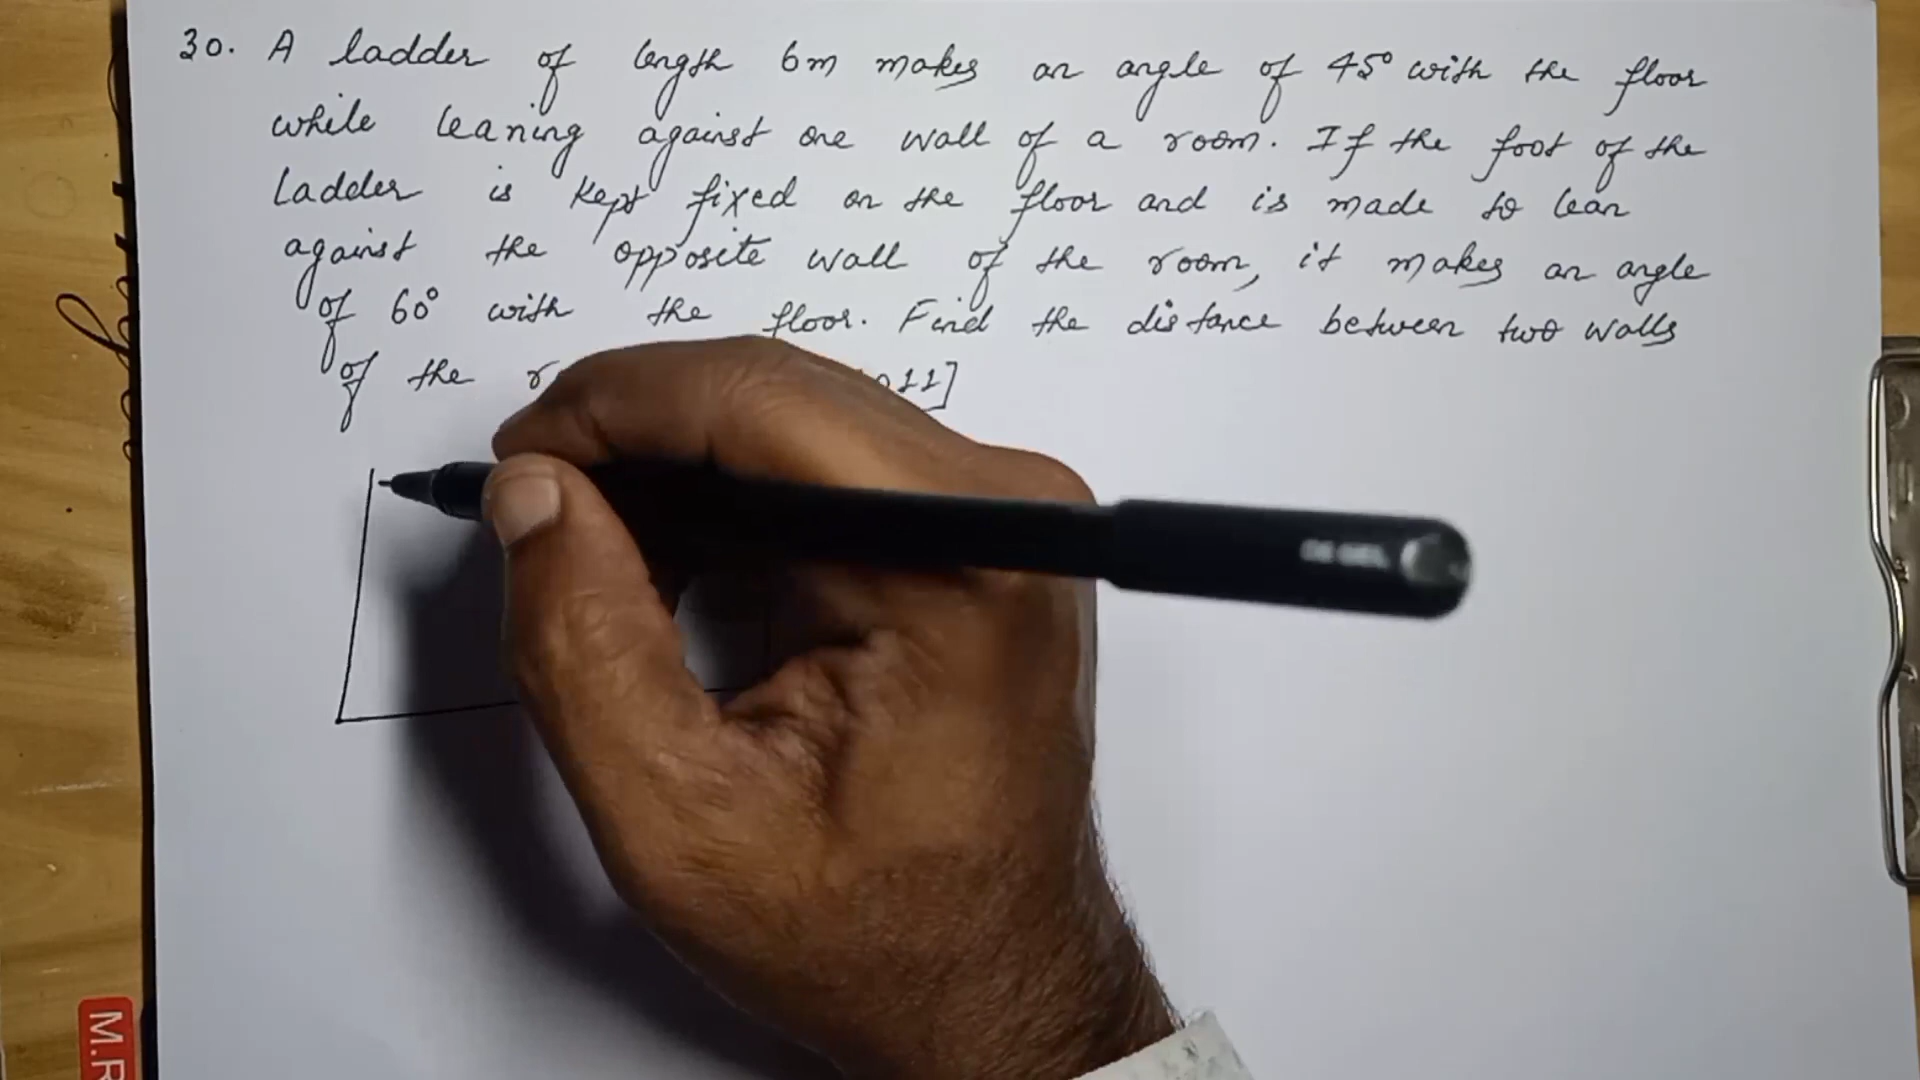 30. A ladder of length 6m makes an angle of 45° with the floor
while leaning against one wall of a room. If the foot of the
Ladder is kept fixed on the floor and is made to lean
against the opposite wall of the room, it makes an angle
of 60° with the floor. Find the distance between two walls
of the 011]
M.R